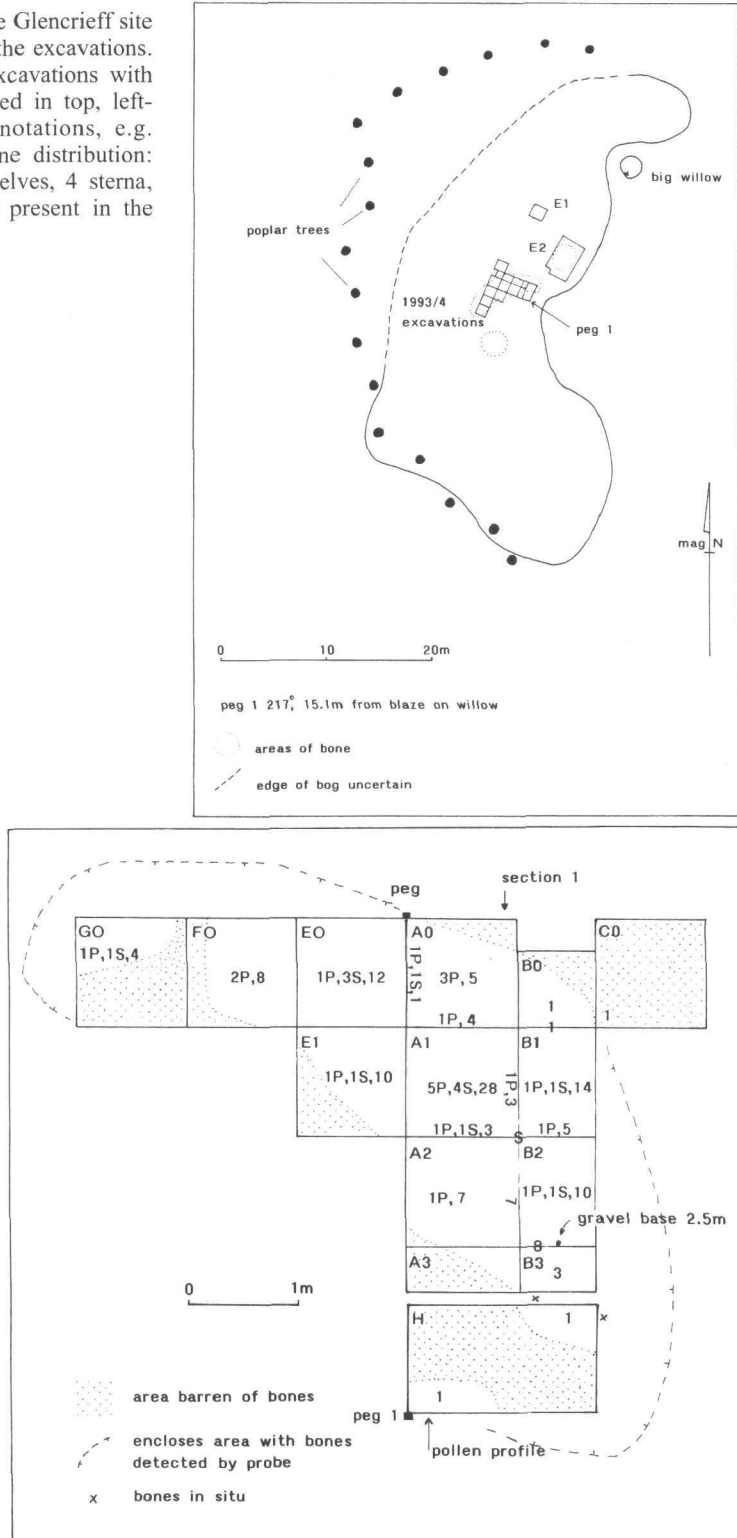 e Glencrieff site
the excavations.
xcavations with
ed in top, left-
notations, e.g.
ne distribution:
elves, 4 sterna,
present in the
big willow
E1
poplar trees
E2
1993/4
excavations
peg 1
mag N
0 10 20m
peg 1 217°, 15.1m from blaze on willow
areas of bone
edge of bog uncertain
section 1
peg
GO FO EO A0 B0 C0
1P,1S,4
2P,8
1P,3S,12
1P,1S,1
3P,5
1P,4
1
1
1
E1 A1 B1
1P,1S,10
5P,4S,28
1P,3
1P,1S,14
1P,1S,3
S
1P,5
A2 B2
1P,7
7
1P,1S,10
gravel base 2.5m
8
A3 B3
3
0 1m
x
H
1
x
area barren of bones
1
peg 1
encloses area with bones
detected by probe
pollen profile
x bones in situ